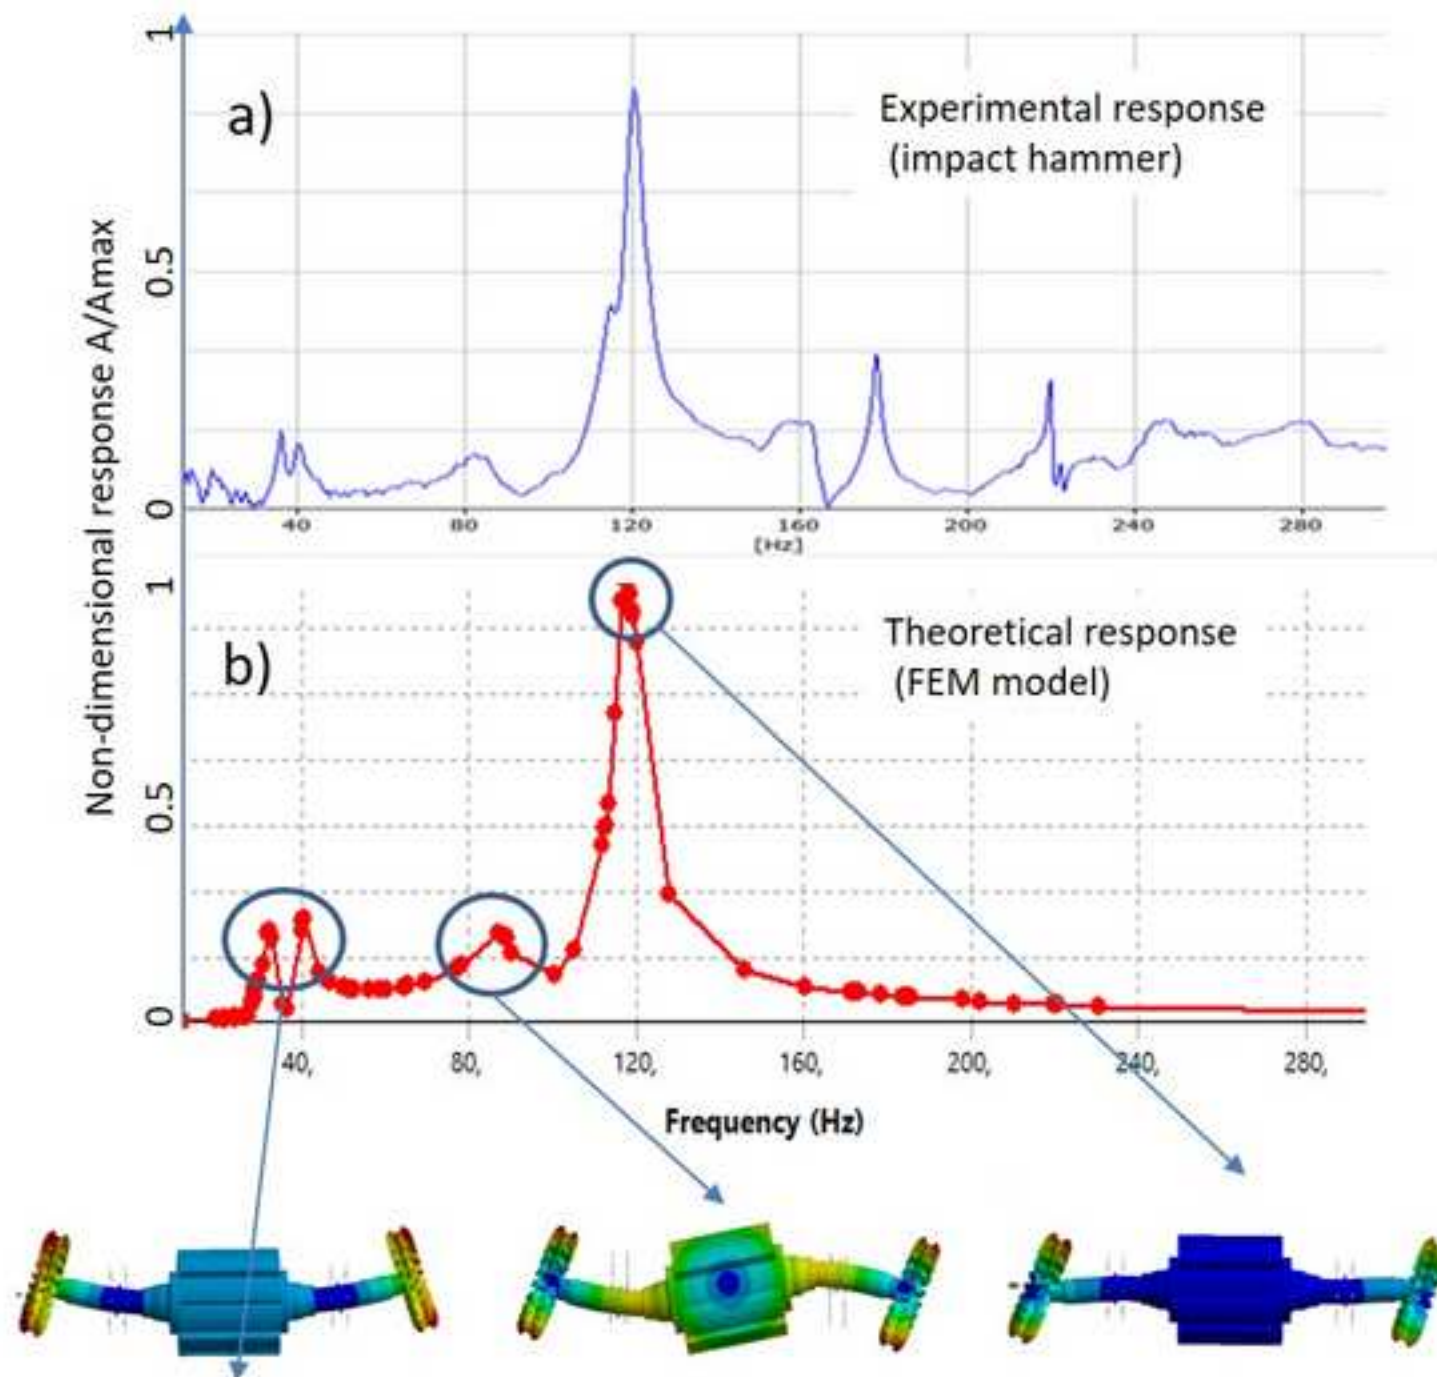 1
a)
Experimental response
(impact hammer)
Non-dimensional response A/Amax
0.5
0
40
80
120
160
200
240
280
[Hz]
1
Theoretical response
(FEM model)
b)
0.5
0
40,
80,
120,
160,
200,
240,
280,
Frequency (Hz)